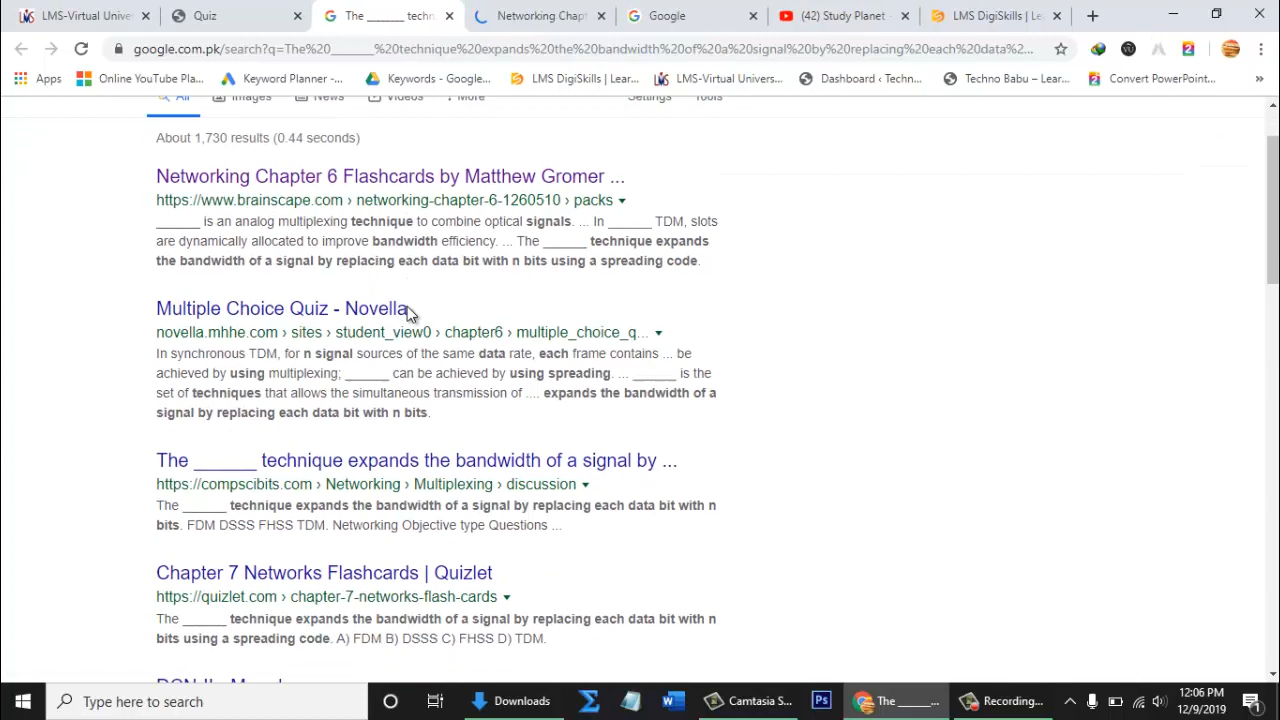 LMS-Virtual Unive
Quiz
The ______ techn
Networking Chapt
Google
(42) Study Planet -
LMS DigiSkills | Le
google.com.pk/search?q=The%20______%20technique%20expands%20the%20bandwidth%20of%20a%20signal%20by%20replacing%20each%20data...
Apps
Online YouTube Pla...
Keyword Planner -...
Keywords - Google...
LMS DigiSkills | Lear...
LMS-Virtual Univers...
Dashboard ‹ Techn...
Techno Babu – Lear...
Convert PowerPoint...
All
Images
News
Videos
More
Settings
Tools
About 1,730 results (0.44 seconds)
Networking Chapter 6 Flashcards by Matthew Gromer ...
https://www.brainscape.com › networking-chapter-6-1260510 › packs
______ is an analog multiplexing technique to combine optical signals. ... In ______ TDM, slots
are dynamically allocated to improve bandwidth efficiency. ... The ______ technique expands
the bandwidth of a signal by replacing each data bit with n bits using a spreading code.
Multiple Choice Quiz - Novella
novella.mhhe.com › sites › student_view0 › chapter6 › multiple_choice_q...
In synchronous TDM, for n signal sources of the same data rate, each frame contains ... be
achieved by using multiplexing; ______ can be achieved by using spreading. ... ______ is the
set of techniques that allows the simultaneous transmission of .... expands the bandwidth of a
signal by replacing each data bit with n bits.
The ______ technique expands the bandwidth of a signal by ...
https://compscibits.com › Networking › Multiplexing › discussion
The ______ technique expands the bandwidth of a signal by replacing each data bit with n
bits. FDM DSSS FHSS TDM. Networking Objective type Questions ...
Chapter 7 Networks Flashcards | Quizlet
https://quizlet.com › chapter-7-networks-flash-cards
The ______ technique expands the bandwidth of a signal by replacing each data bit with n
bits using a spreading code. A) FDM B) DSSS C) FHSS D) TDM.
Type here to search
Downloads
Camtasia S...
The ______...
Recording...
12:06 PM
12/9/2019